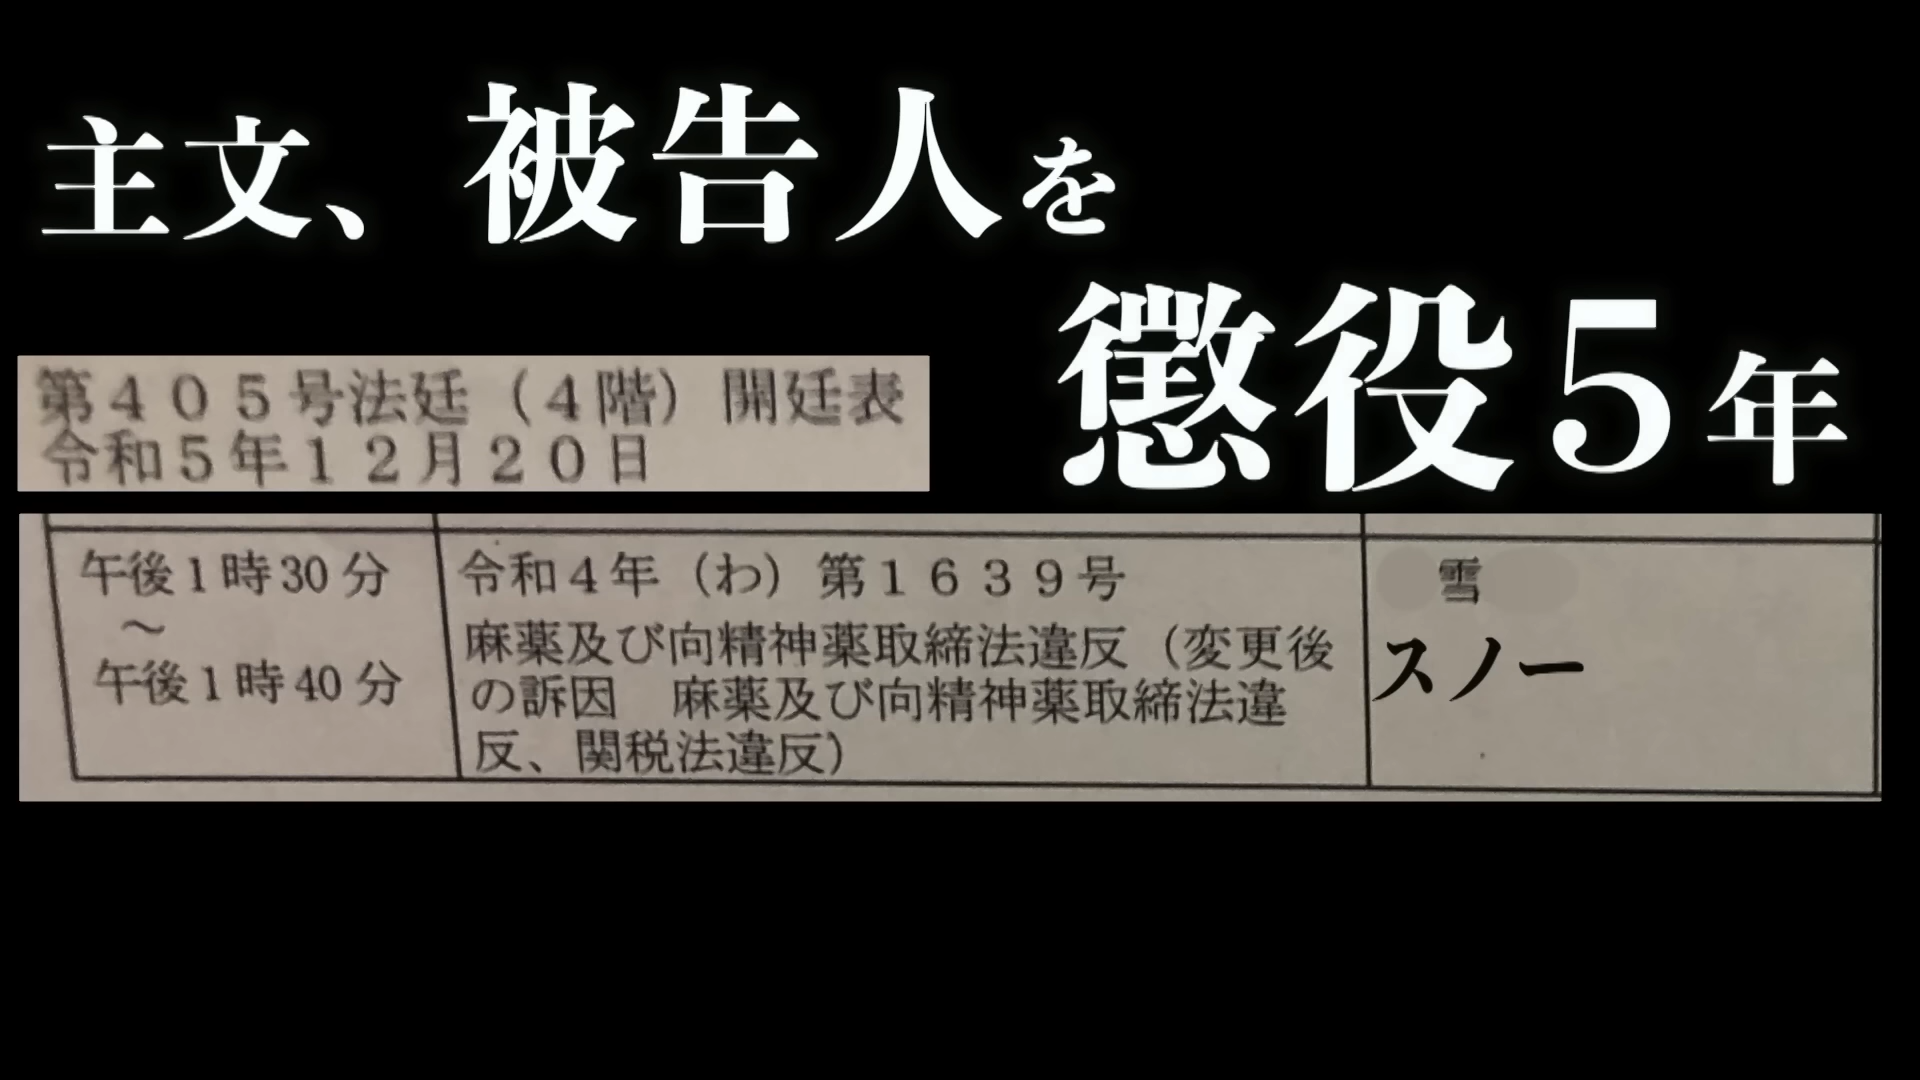 主文、被告人を
懲役５年
第４０５号法廷（４階）開廷表
令和５年１２月２０日
午後１時30分
～
午後１時40分
令和４年（わ）第１６３９号
麻薬及び向精神薬取締法違反（変更後
の訴因　麻薬及び向精神薬取締法違
反、関税法違反）
雪
スノー